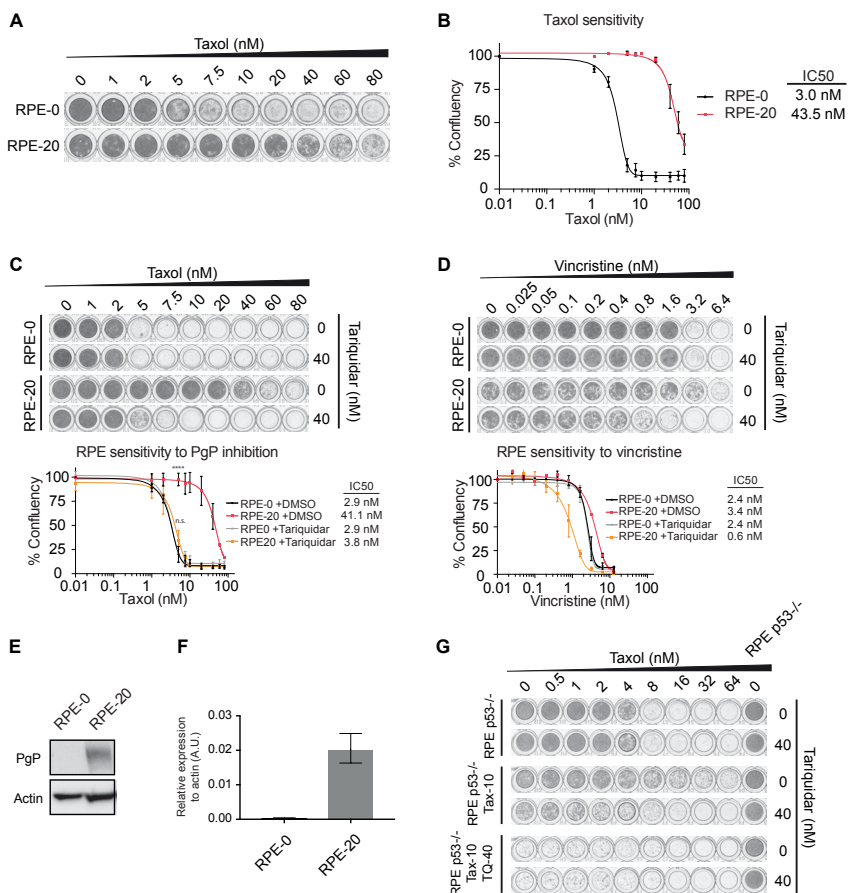 A
Taxol (nM)
0 1 2 5 7.5 10 20 40 60 80
RPE-0
RPE-20
B
Taxol sensitivity
% Confluency
100
75
50
25
0
0.01 0.1 1 10 100
Taxol (nM)
IC50
RPE-0 3.0 nM
RPE-20 43.5 nM
C
Taxol (nM)
0 1 2 5 7.5 10 20 40 60 80
RPE-0
RPE-20
0
40
0
40
Tariquidar (nM)
RPE sensitivity to PgP inhibition
% Confluency
100
75
50
25
0
****
n.s.
0.01 0.1 1 10 100
Taxol (nM)
IC50
RPE-0 +DMSO 2.9 nM
RPE-20 +DMSO 41.1 nM
RPE0 +Tariquidar 2.9 nM
RPE20 +Tariquidar 3.8 nM
D
Vincristine (nM)
0 0.025 0.05 0.1 0.2 0.4 0.8 1.6 3.2 6.4
RPE-0
RPE-20
0
40
0
40
Tariquidar (nM)
RPE sensitivity to vincristine
% Confluency
100
75
50
25
0
0.01 0.1 1 10 100
Vincristine (nM)
IC50
RPE-0 +DMSO 2.4 nM
RPE-20 +DMSO 3.4 nM
RPE-0 +Tariquidar 2.4 nM
RPE-20 +Tariquidar 0.6 nM
E
RPE-0
RPE-20
PgP
Actin
F
Relative expression
to actin (A.U.)
0.03
0.02
0.01
0.00
RPE-0
RPE-20
G
Taxol (nM)
RPE p53-/-
0 0.5 1 2 4 8 16 32 64 0
RPE p53-/-
RPE p53-/-
Tax-10
RPE p53-/-
Tax-10
TQ-40
0
40
0
40
0
40
Tariquidar (nM)